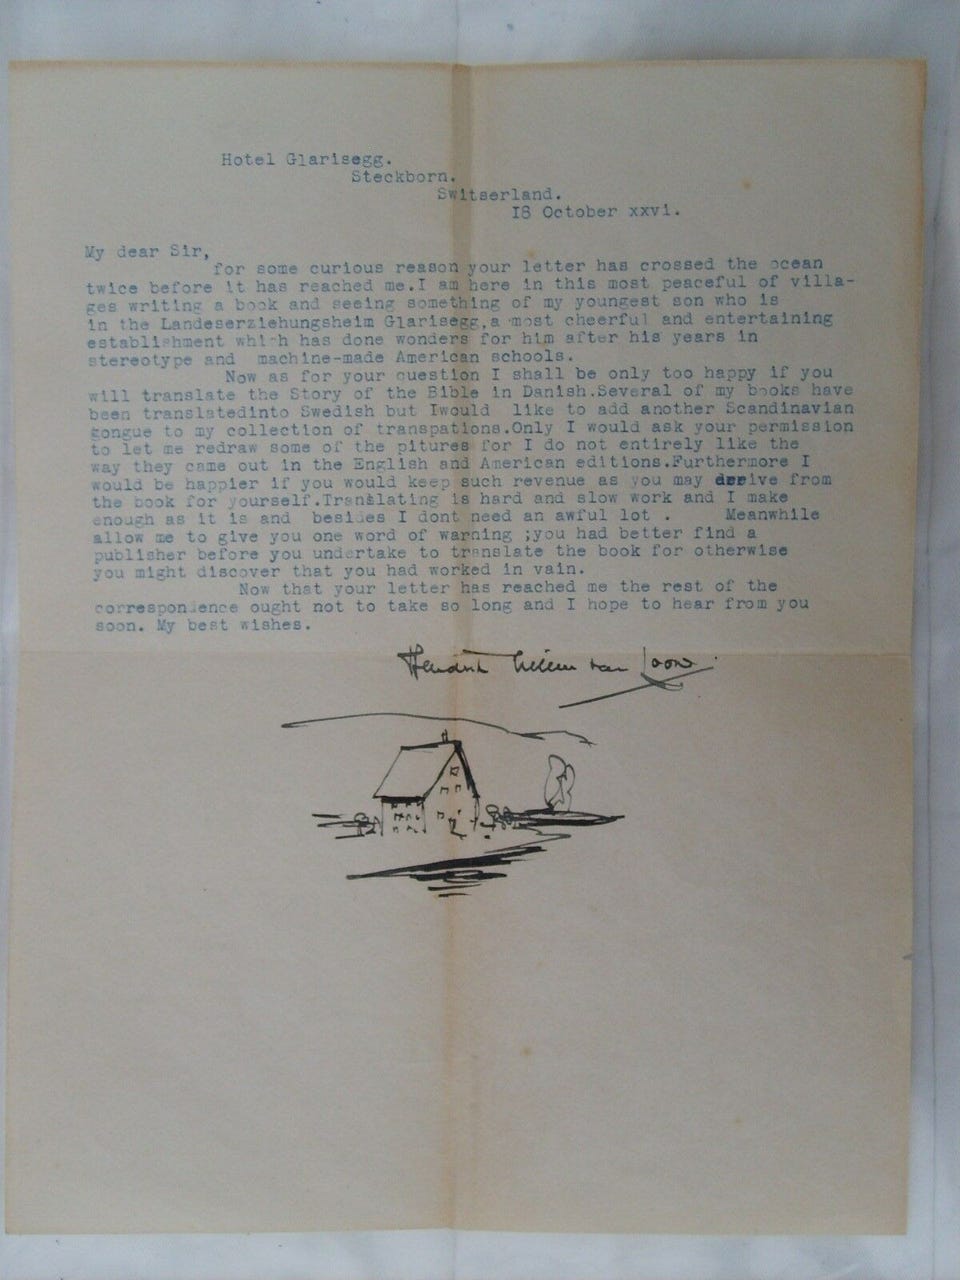 Hotel Glarisegg.
Steckborn.
Switserland.
I8 October xxvi.
My dear Sir,
for some curious reason your letter has crossed the ocean
twice before it has reached me.I am here in this most peaceful of villa-
ges writing a book and seeing something of my youngest son who is
in the Landeserziehungsheim Glarisegg,a most cheerful and entertaining
establishment which has done wonders for him after his years in
stereotype and machine-made American schools.
Now as for your question I shall be only too happy if you
will translate the Story of the Bible in Danish.Several of my books have
been translatedinto Swedish but Iwould like to add another Scandinavian
gongue to my collection of transpations.Only I would ask your permission
to let me redraw some of the pitures for I do not entirely like the
way they came out in the English and American editions.Furthermore I
would be happier if you would keep such revenue as you may derive from
the book for yourself.Translating is hard and slow work and I make
enough as it is and besides I dont need an awful lot . Meanwhile
allow me to give you one word of warning ;you had better find a
publisher before you undertake to translate the book for otherwise
you might discover that you had worked in vain.
Now that your letter has reached me the rest of the
correspondence ought not to take so long and I hope to hear from you
soon. My best wishes.
Hendrik Willem van Loon.